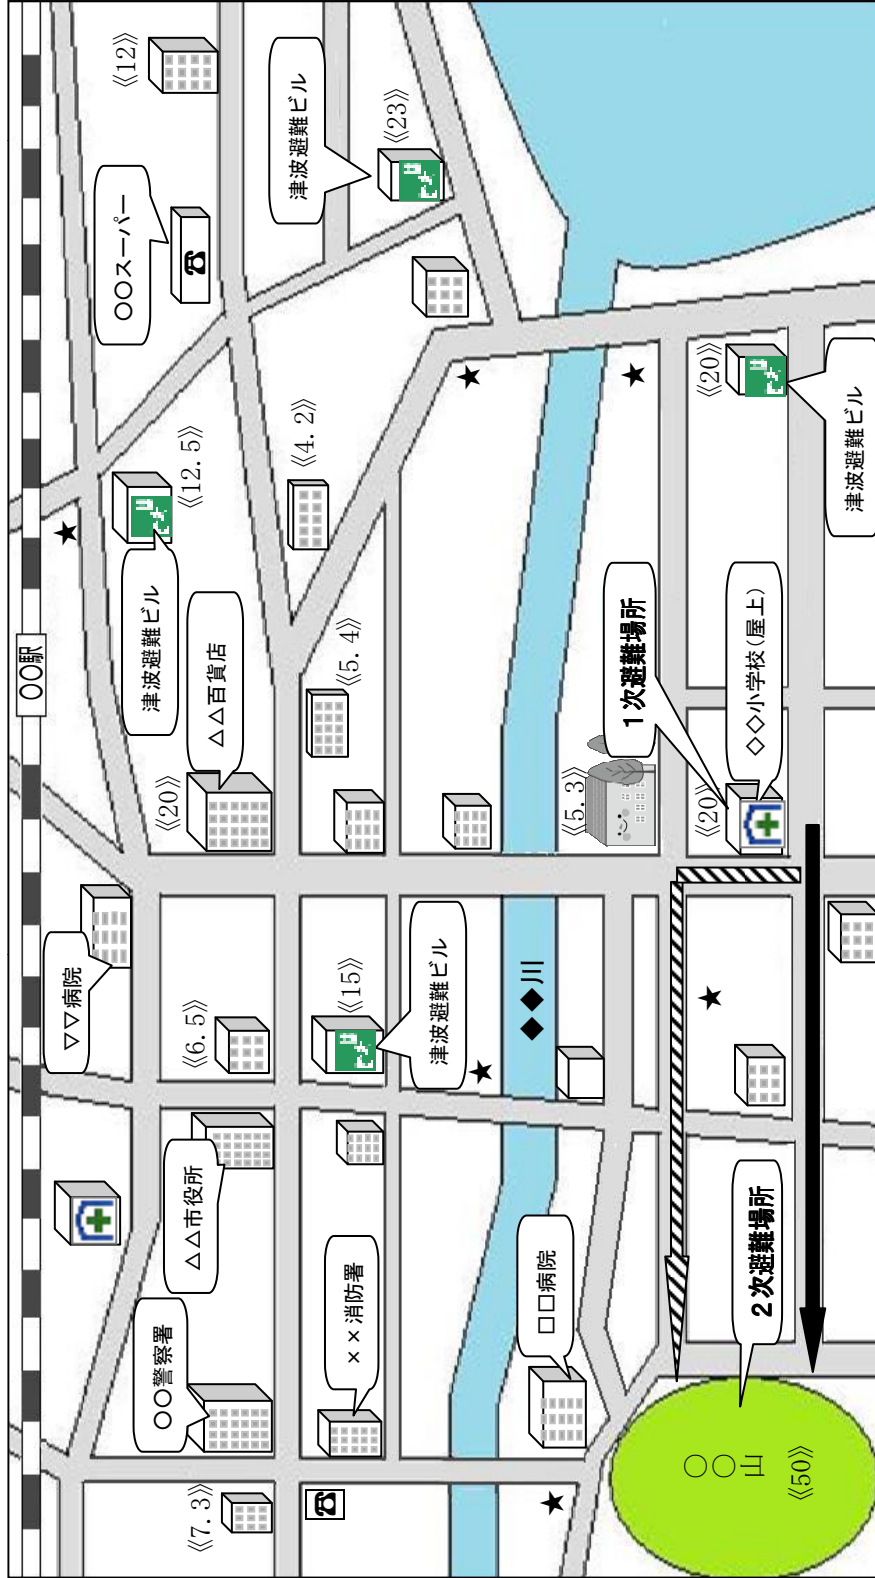 〇〇駅
▽▽病院
〇〇スーパー
《12》
〇〇警察署
津波避難ビル
《20》
《12.5》
《7.3》
△△市役所
《6.5》
△△百貨店
《4.2》
津波避難ビル
《15》
《5.4》
××消防署
《23》
津波避難ビル
◆◆川
□□病院
《5.3》
1次避難場所
《20》
《20》
◇◇小学校(屋上)
2次避難場所
〇〇山
《50》
津波避難ビル